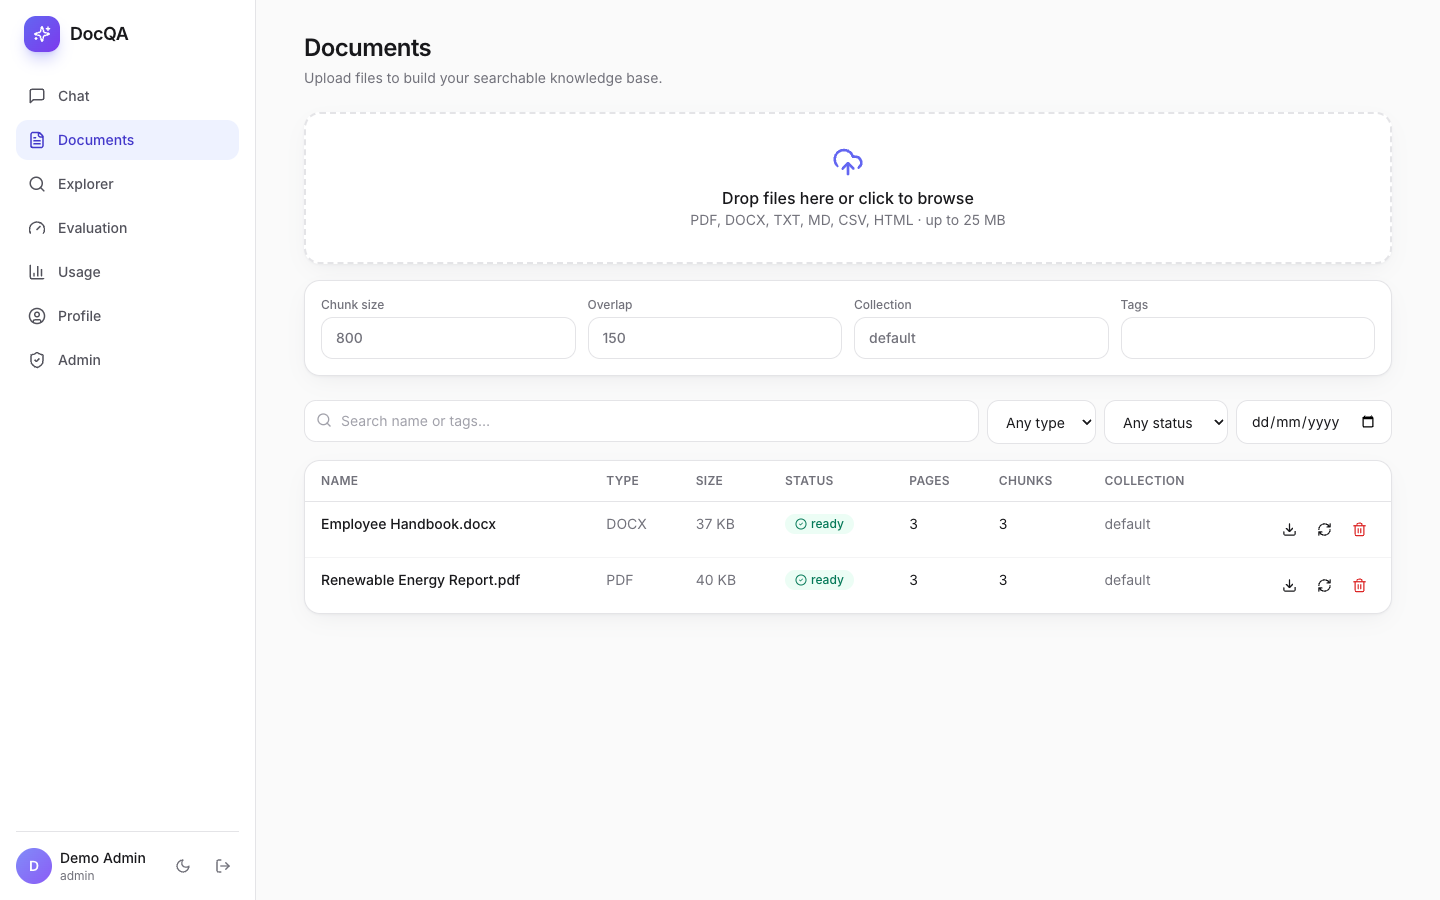 DocQA
Chat
Documents
Explorer
Evaluation
Usage
Profile
Admin
D
Demo Admin
admin
Documents
Upload files to build your searchable knowledge base.
Drop files here or click to browse
PDF, DOCX, TXT, MD, CSV, HTML · up to 25 MB
Chunk size Overlap Collection Tags
800 150 default
Search name or tags... Any type Any status dd/mm/yyyy
NAME TYPE SIZE STATUS PAGES CHUNKS COLLECTION
Employee Handbook.docx DOCX 37 KB ready 3 3 default
Renewable Energy Report.pdf PDF 40 KB ready 3 3 default